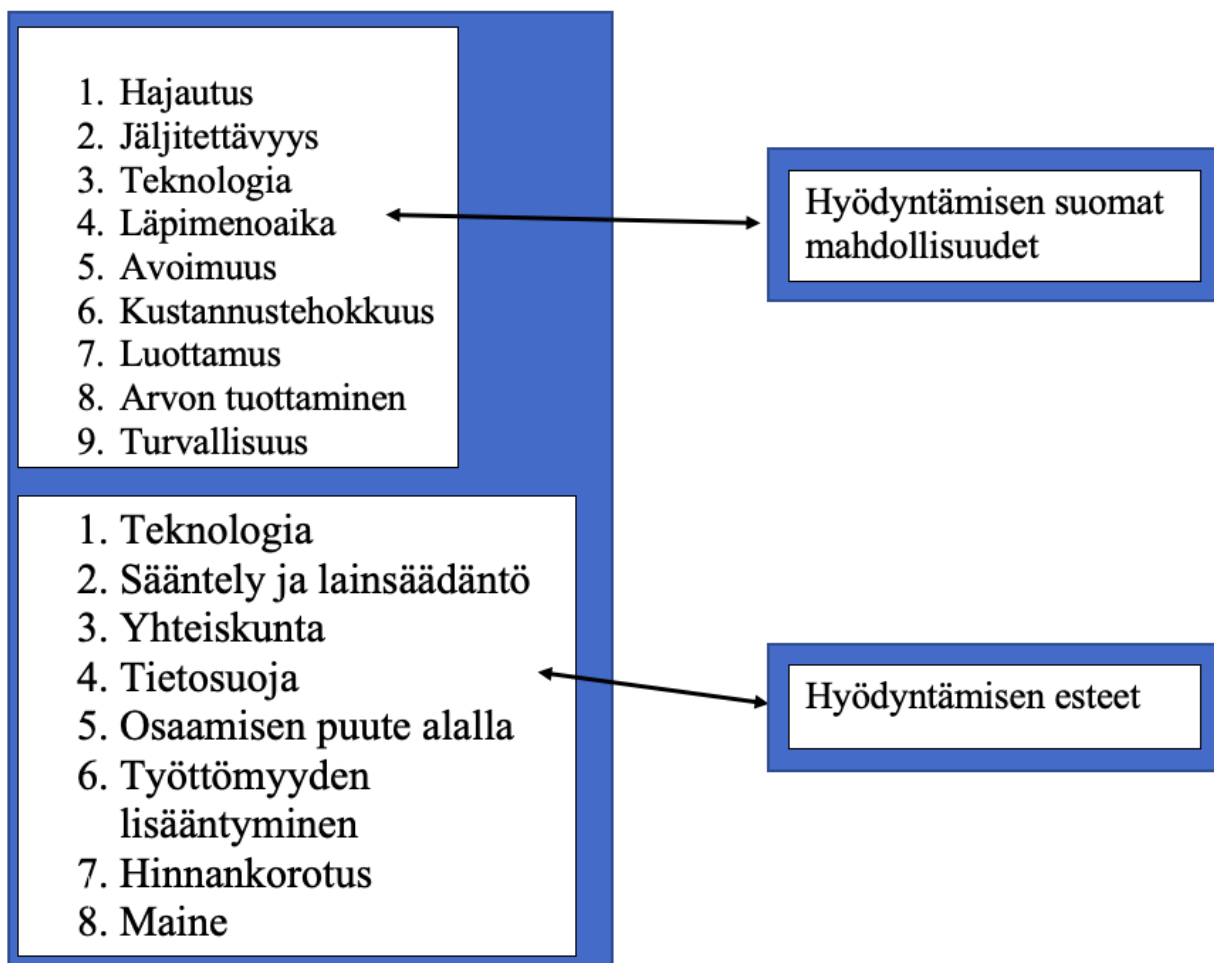 1. Hajautus
2. Jäljitettävyys
3. Teknologia
4. Läpimenoaika
5. Avoimuus
6. Kustannustehokkuus
7. Luottamus
8. Arvon tuottaminen
9. Turvallisuus
Hyödyntämisen suomat
mahdollisuudet
1. Teknologia
2. Sääntely ja lainsäädäntö
3. Yhteiskunta
4. Tietosuoja
5. Osaamisen puute alalla
6. Työttömyyden
lisääntyminen
7. Hinnankorotus
8. Maine
Hyödyntämisen esteet